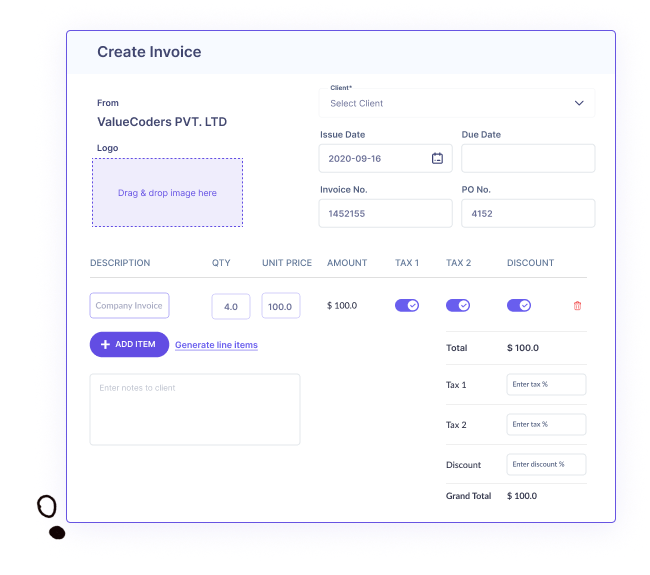 Create Invoice
From
ValueCoders PVT. LTD
Logo
Drag & drop image here
Client*
Select Client
Issue Date
Due Date
2020-09-16
Invoice No.
PO No.
1452155
4152
DESCRIPTION QTY UNIT PRICE AMOUNT TAX 1 TAX 2 DISCOUNT
Company Invoice 4.0 100.0 $ 100.0
+ ADD ITEM Generate line items
Enter notes to client
Total $ 100.0
Tax 1 Enter tax %
Tax 2 Enter tax %
Discount Enter discount %
Grand Total $ 100.0